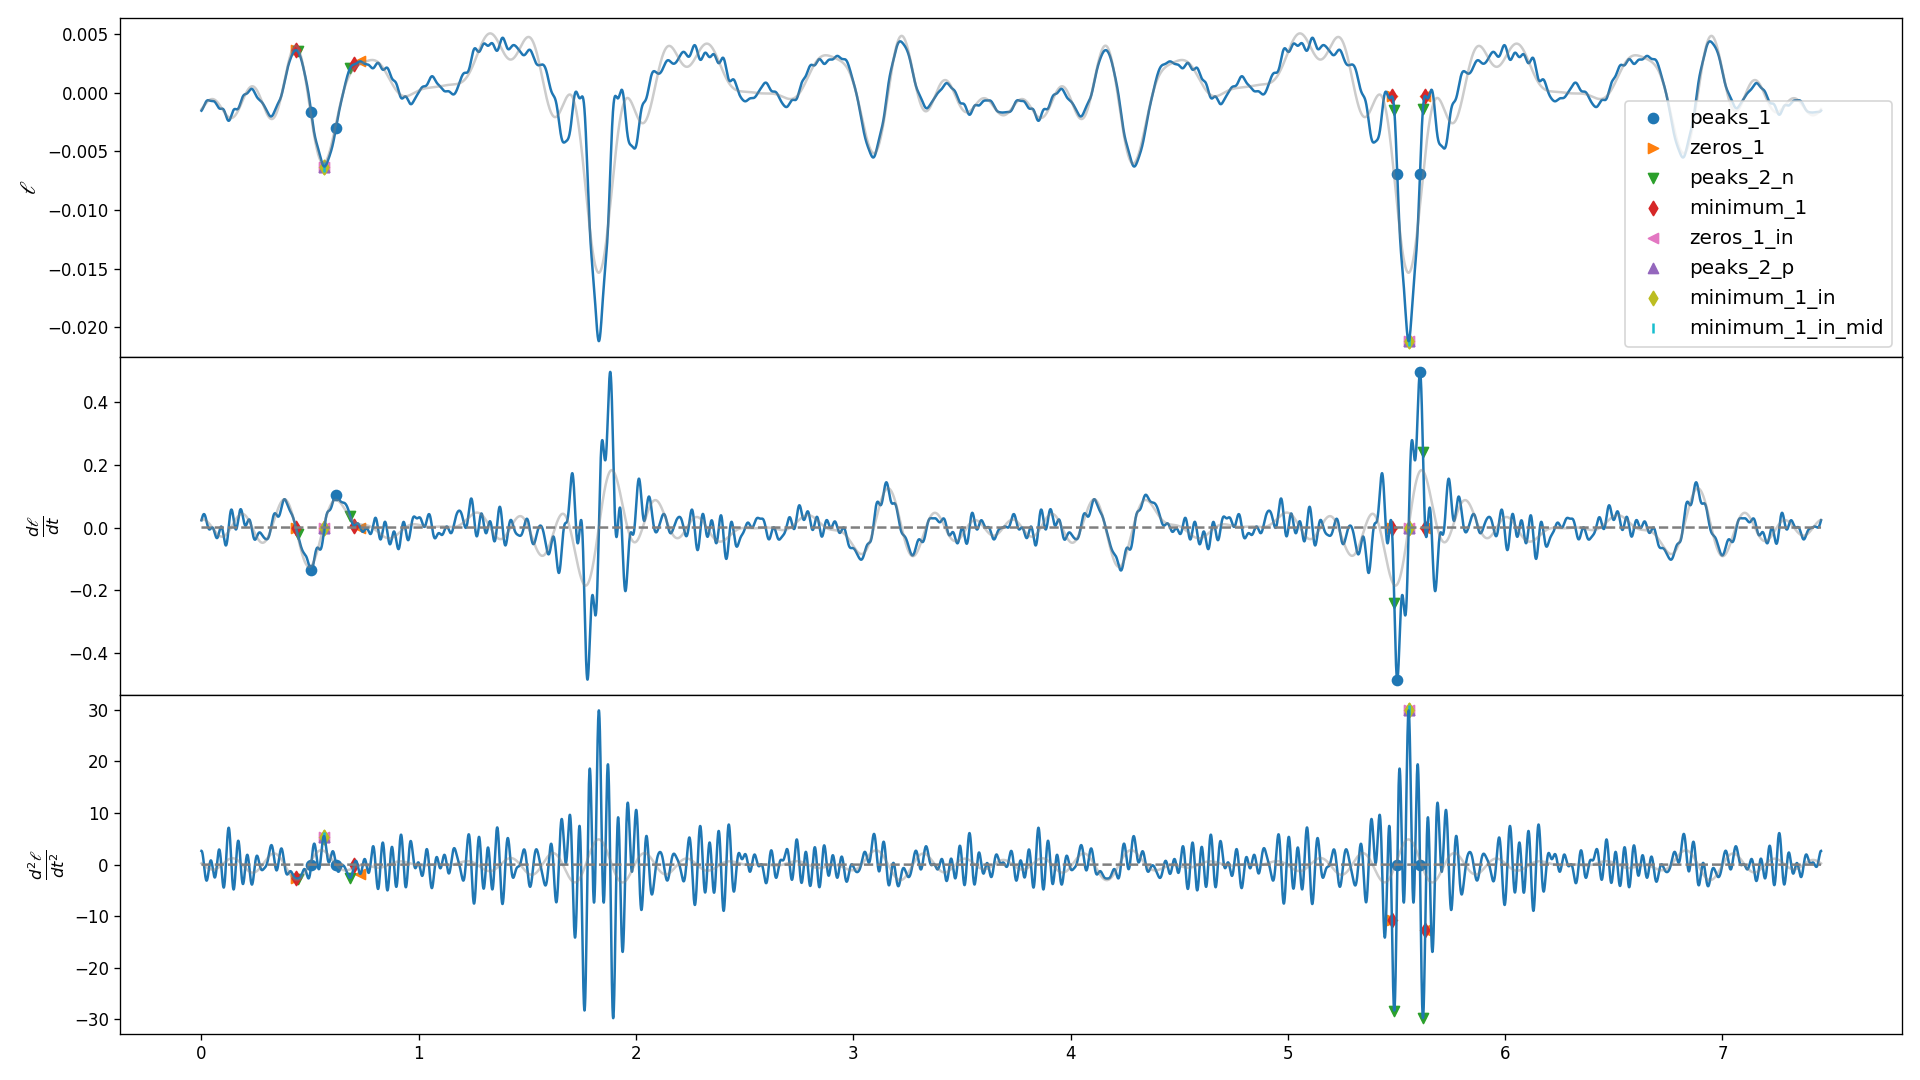 0.005
0.000
−0.005
−0.010
−0.015
−0.020
ℓ
peaks_1
zeros_1
peaks_2_n
minimum_1
zeros_1_in
peaks_2_p
minimum_1_in
minimum_1_in_mid
0.4
0.2
0.0
−0.2
−0.4
dℓ
dt
30
20
10
0
−10
−20
−30
d²ℓ
dt²
0 1 2 3 4 5 6 7